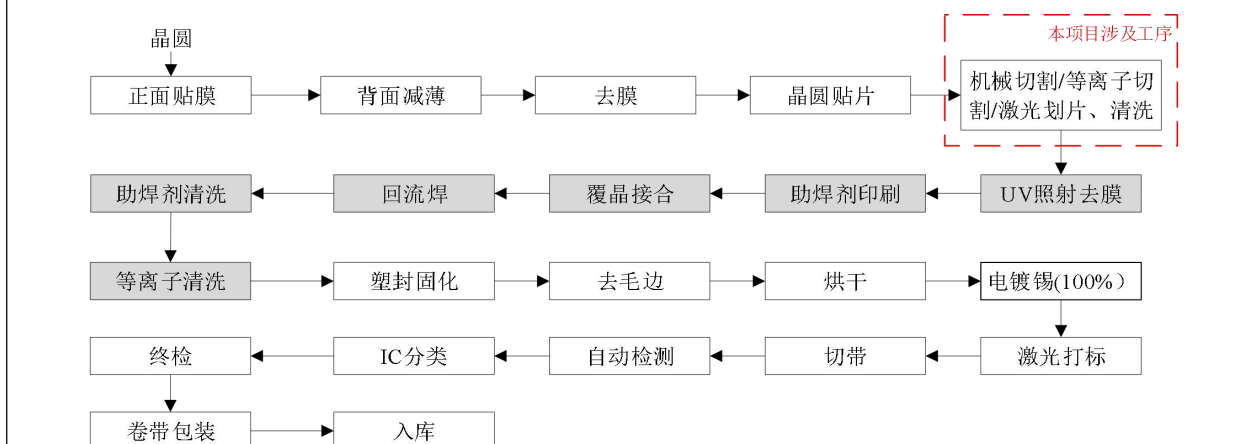 晶圆
本项目涉及工序
正面贴膜
背面减薄
去膜
晶圆贴片
机械切割/等离子切
割/激光划片、清洗
助焊剂清洗
回流焊
覆晶接合
助焊剂印刷
UV照射去膜
等离子清洗
塑封固化
去毛边
烘干
电镀锡(100%）
终检
IC分类
自动检测
切带
激光打标
卷带包装
入库